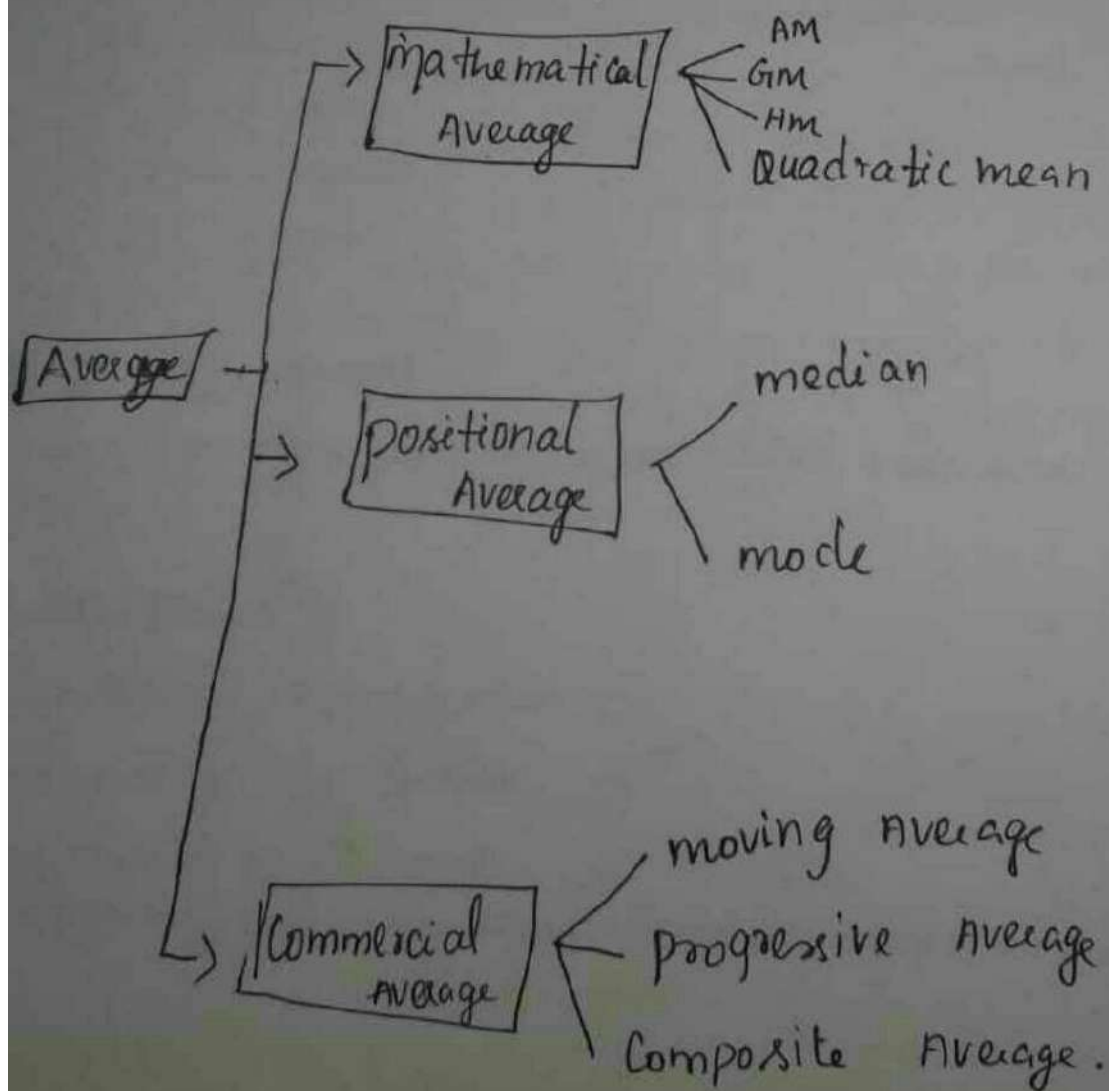 Average
mathematical
Average
AM
GM
HM
Quadratic mean
positional
Average
median
mode
Commercial
Average
moving Average
progressive Average
Composite Average.